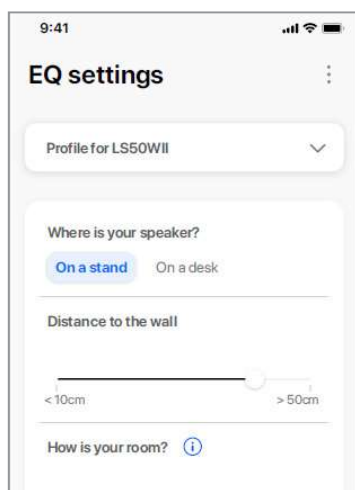 9:41
EQ settings
Profile for LS50WII
Where is your speaker?
On a stand On a desk
Distance to the wall
< 10cm > 50cm
How is your room?